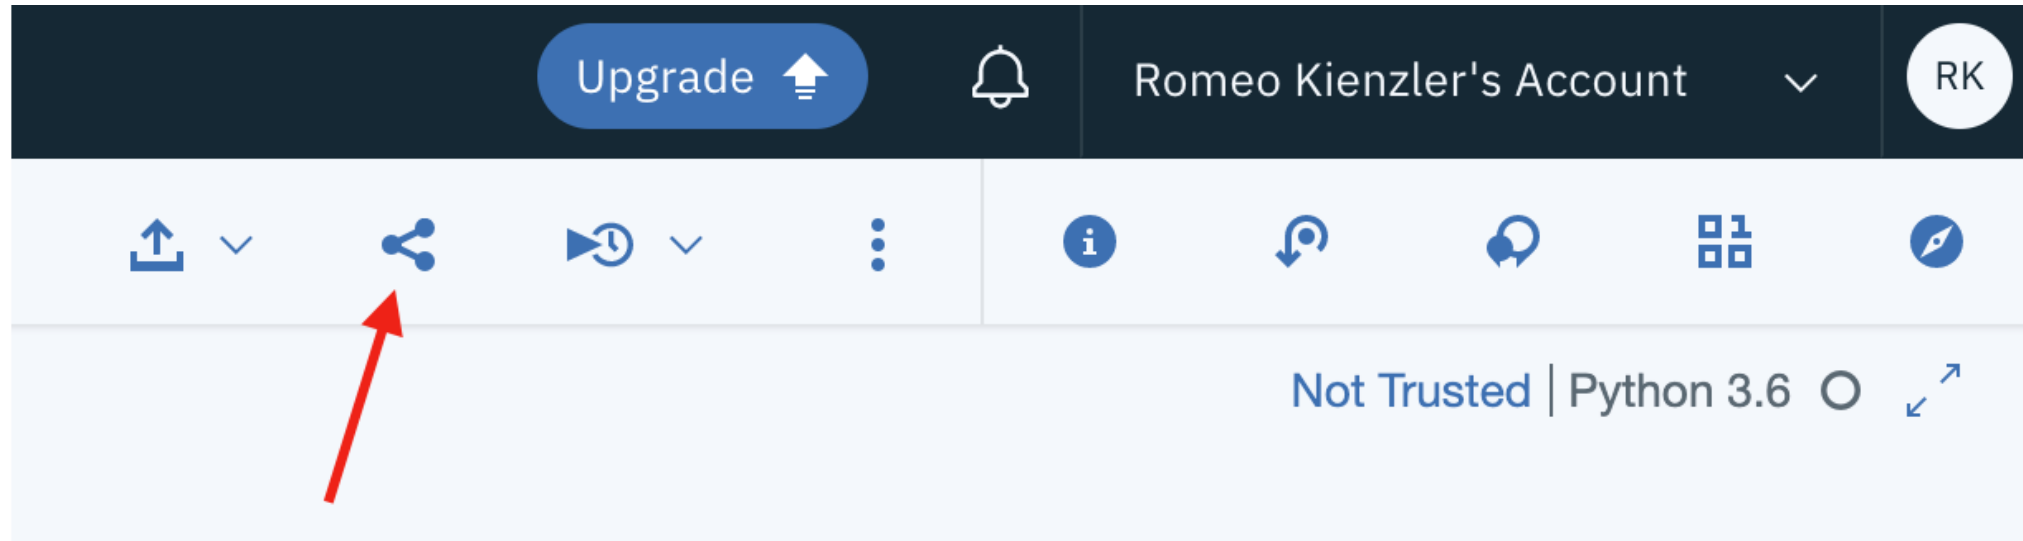 Upgrade
Romeo Kienzler's Account
RK
Not Trusted | Python 3.6